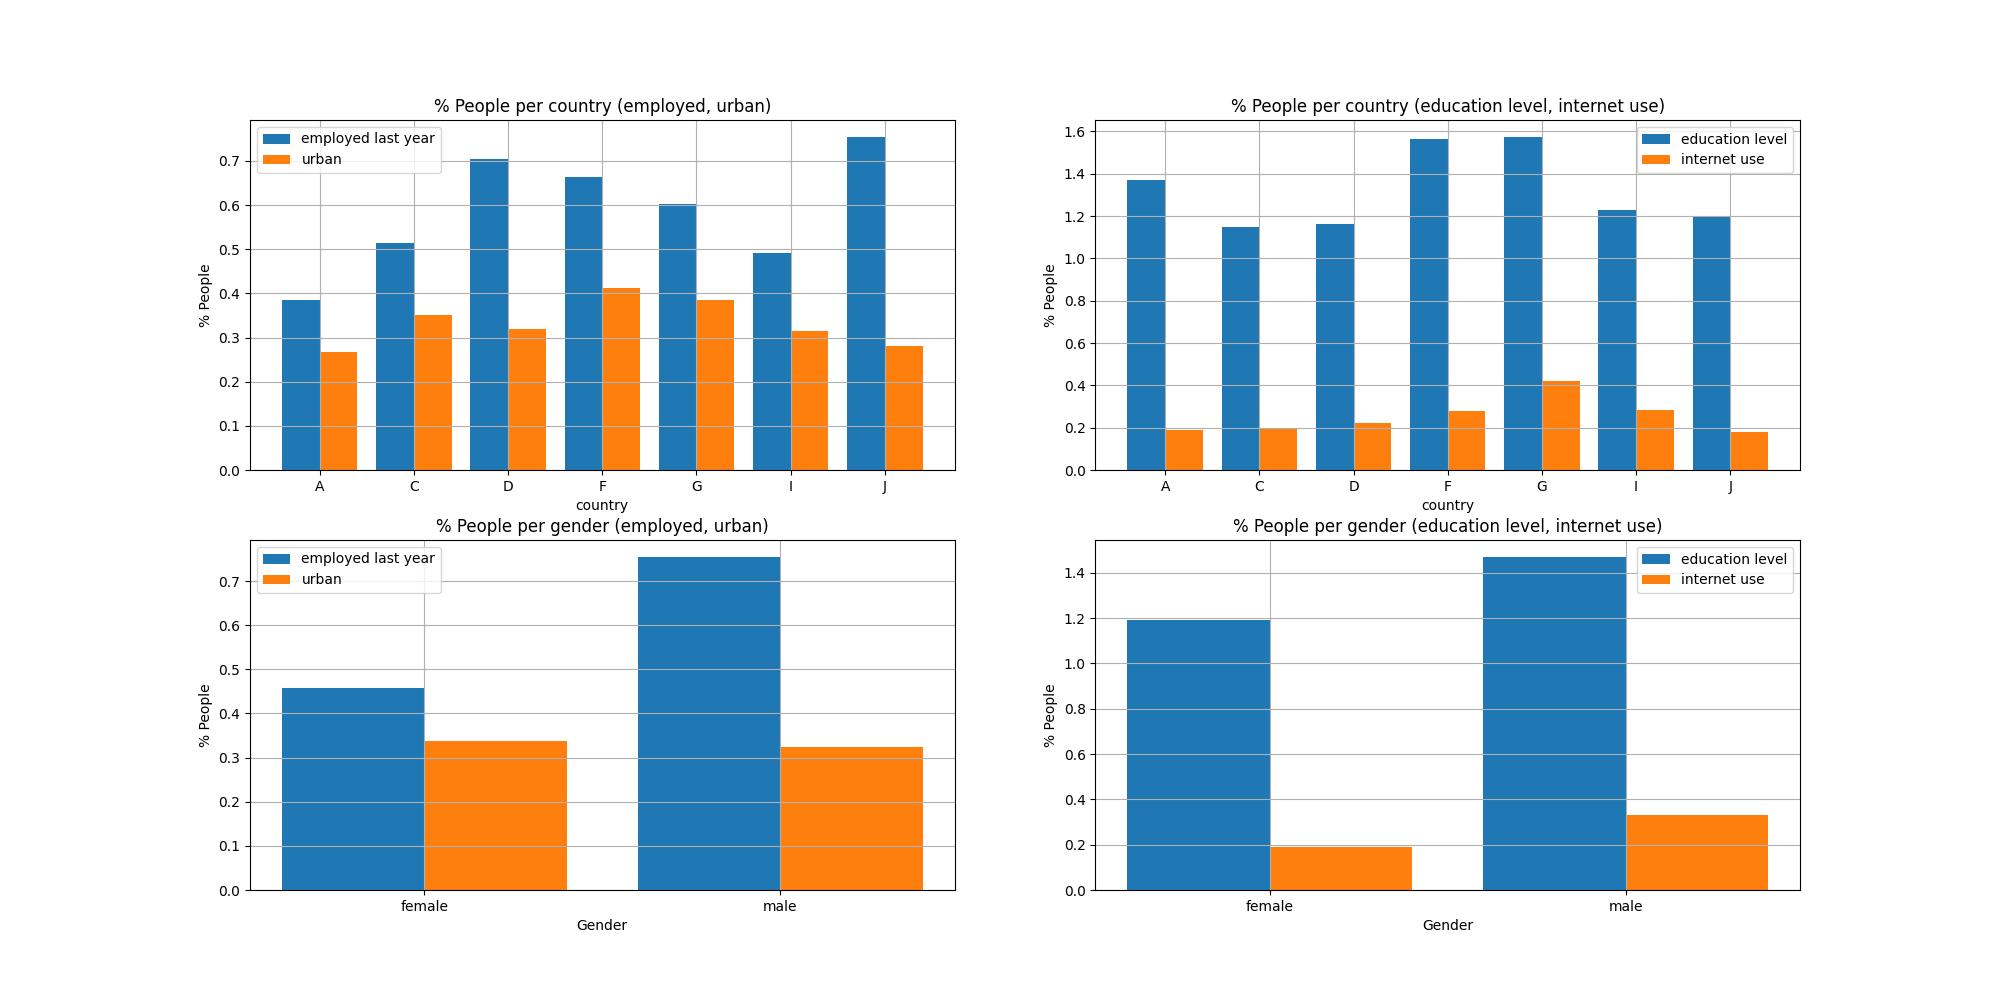 % People per country (employed, urban)
employed last year
urban
% People
0.7
0.6
0.5
0.4
0.3
0.2
0.1
0.0
A C D F G I J
country
% People per country (education level, internet use)
education level
internet use
% People
1.6
1.4
1.2
1.0
0.8
0.6
0.4
0.2
0.0
A C D F G I J
country
% People per gender (employed, urban)
employed last year
urban
% People
0.7
0.6
0.5
0.4
0.3
0.2
0.1
0.0
female male
Gender
% People per gender (education level, internet use)
education level
internet use
% People
1.4
1.2
1.0
0.8
0.6
0.4
0.2
0.0
female male
Gender